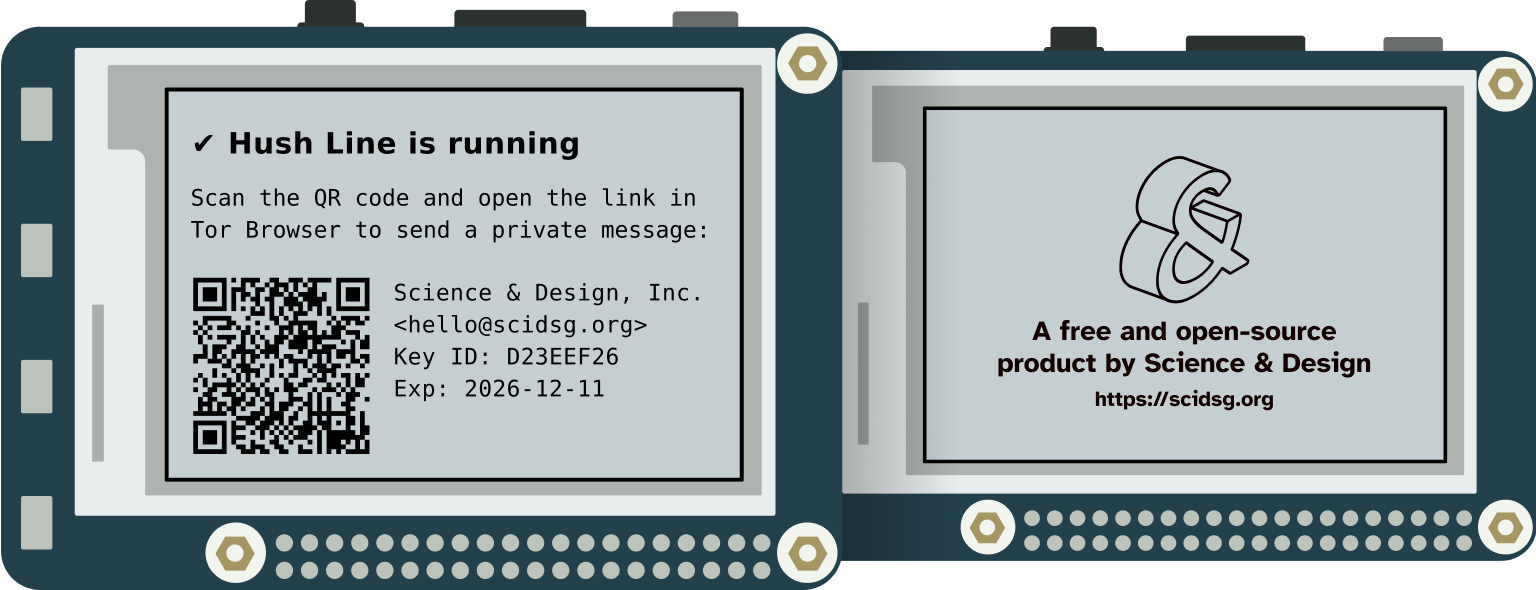 ✔ Hush Line is running
Scan the QR code and open the link in
Tor Browser to send a private message:
Science & Design, Inc.
<hello@scidsg.org>
Key ID: D23EEF26
Exp: 2026-12-11
&
A free and open-source
product by Science & Design
https://scidsg.org